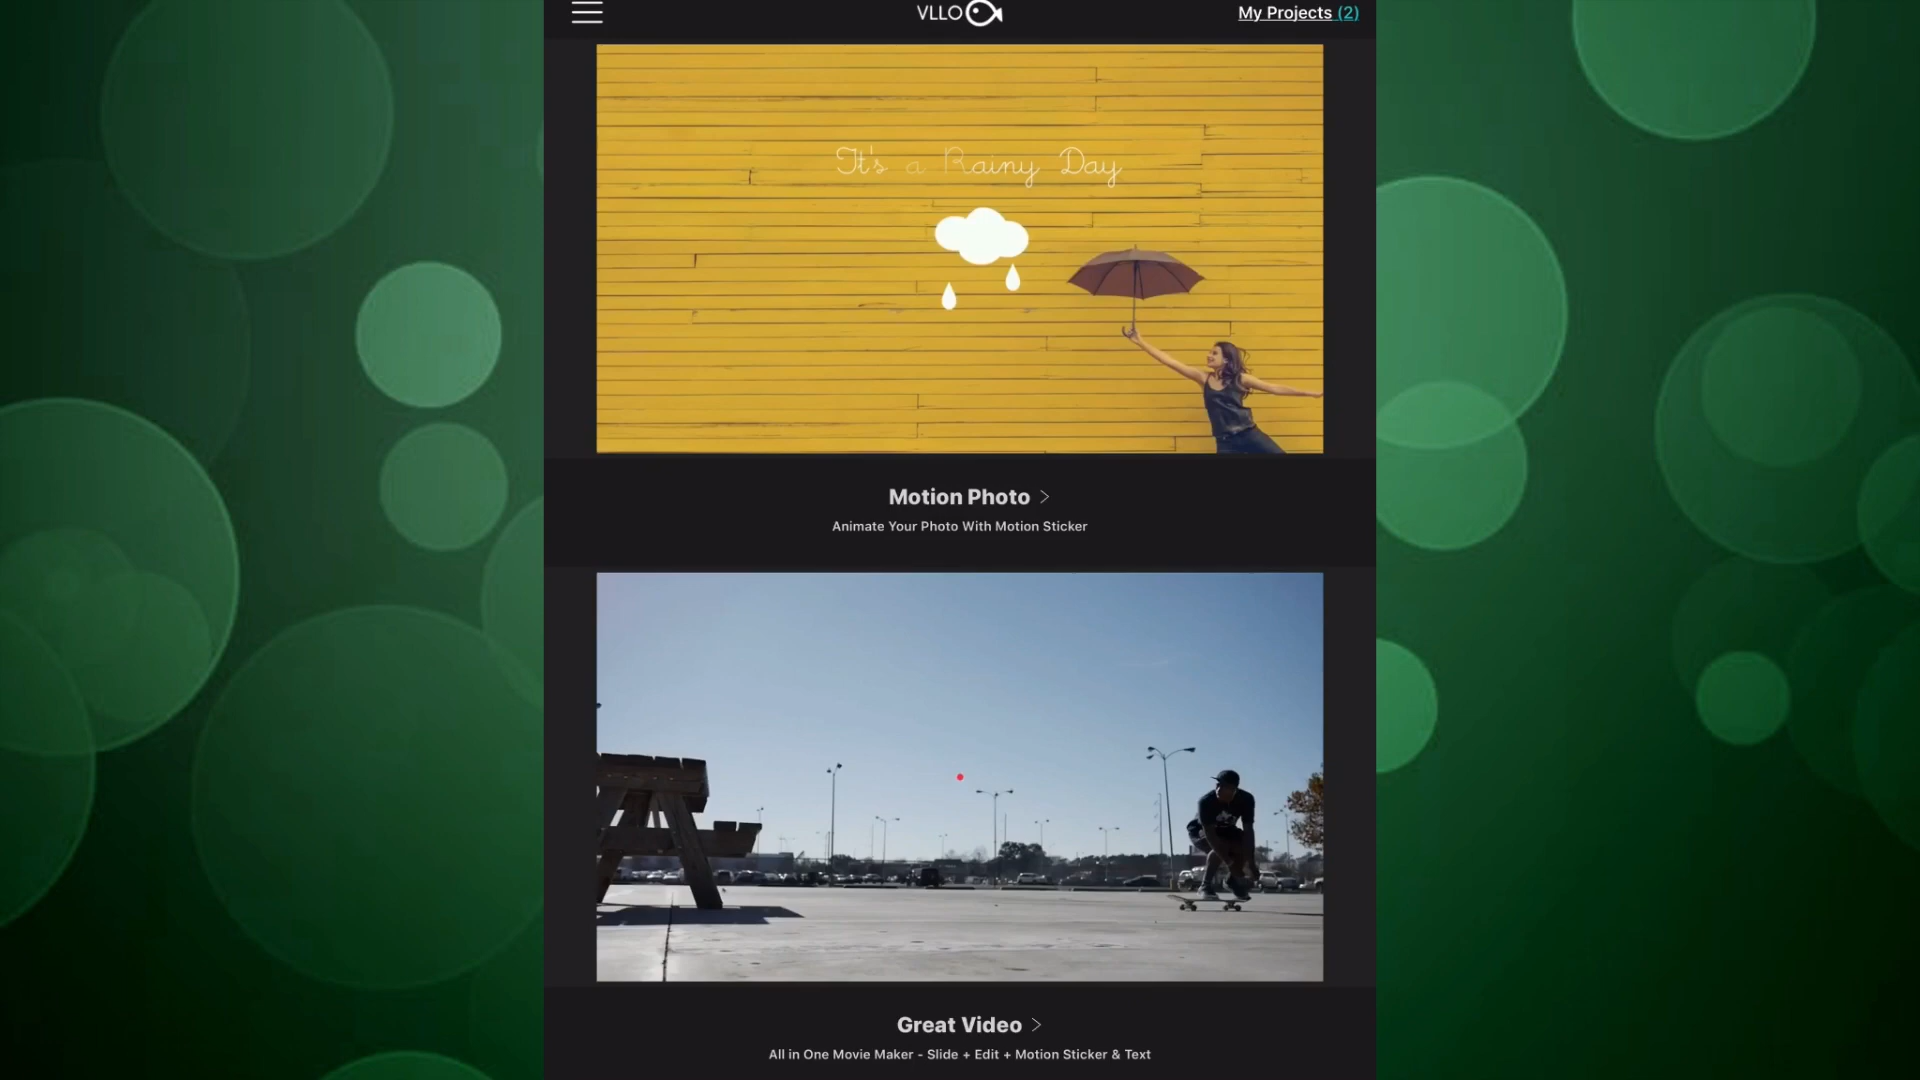 VLLO
My Projects (2)
It's a Rainy Day
Motion Photo >
Animate Your Photo With Motion Sticker
Great Video >
All in One Movie Maker - Slide + Edit + Motion Sticker & Text